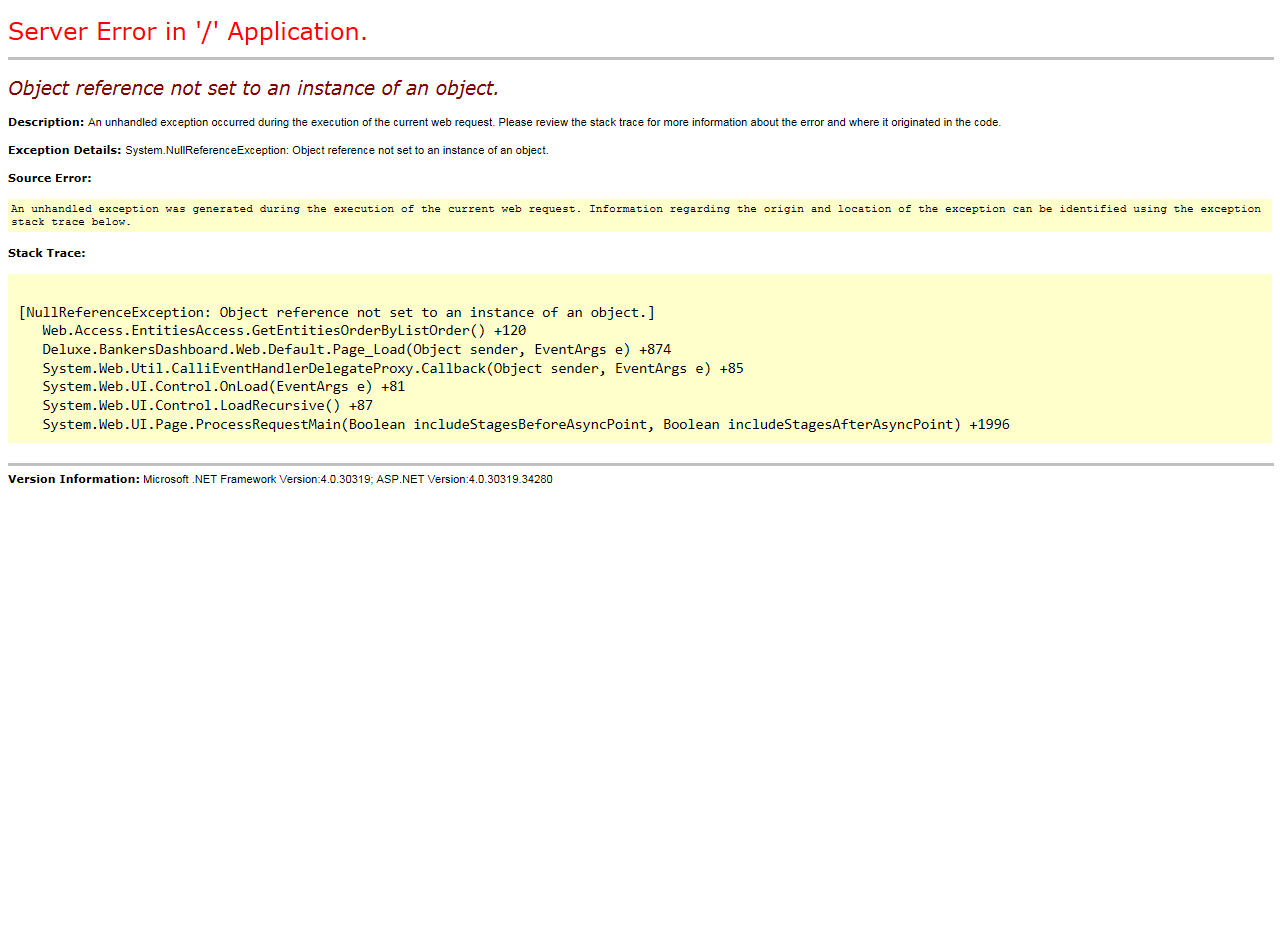 Server Error in '/' Application.
Object reference not set to an instance of an object.
Description: An unhandled exception occurred during the execution of the current web request. Please review the stack trace for more information about the error and where it originated in the code.
Exception Details: System.NullReferenceException: Object reference not set to an instance of an object.
Source Error:
An unhandled exception was generated during the execution of the current web request. Information regarding the origin and location of the exception can be identified using the exception
stack trace below.
Stack Trace:
[NullReferenceException: Object reference not set to an instance of an object.]
Web.Access.EntitiesAccess.GetEntitiesOrderByListOrder() +120
Deluxe.BankersDashboard.Web.Default.Page_Load(Object sender, EventArgs e) +874
System.Web.Util.CalliEventHandlerDelegateProxy.Callback(Object sender, EventArgs e) +85
System.Web.UI.Control.OnLoad(EventArgs e) +81
System.Web.UI.Control.LoadRecursive() +87
System.Web.UI.Page.ProcessRequestMain(Boolean includeStagesBeforeAsyncPoint, Boolean includeStagesAfterAsyncPoint) +1996
Version Information: Microsoft .NET Framework Version:4.0.30319; ASP.NET Version:4.0.30319.34280